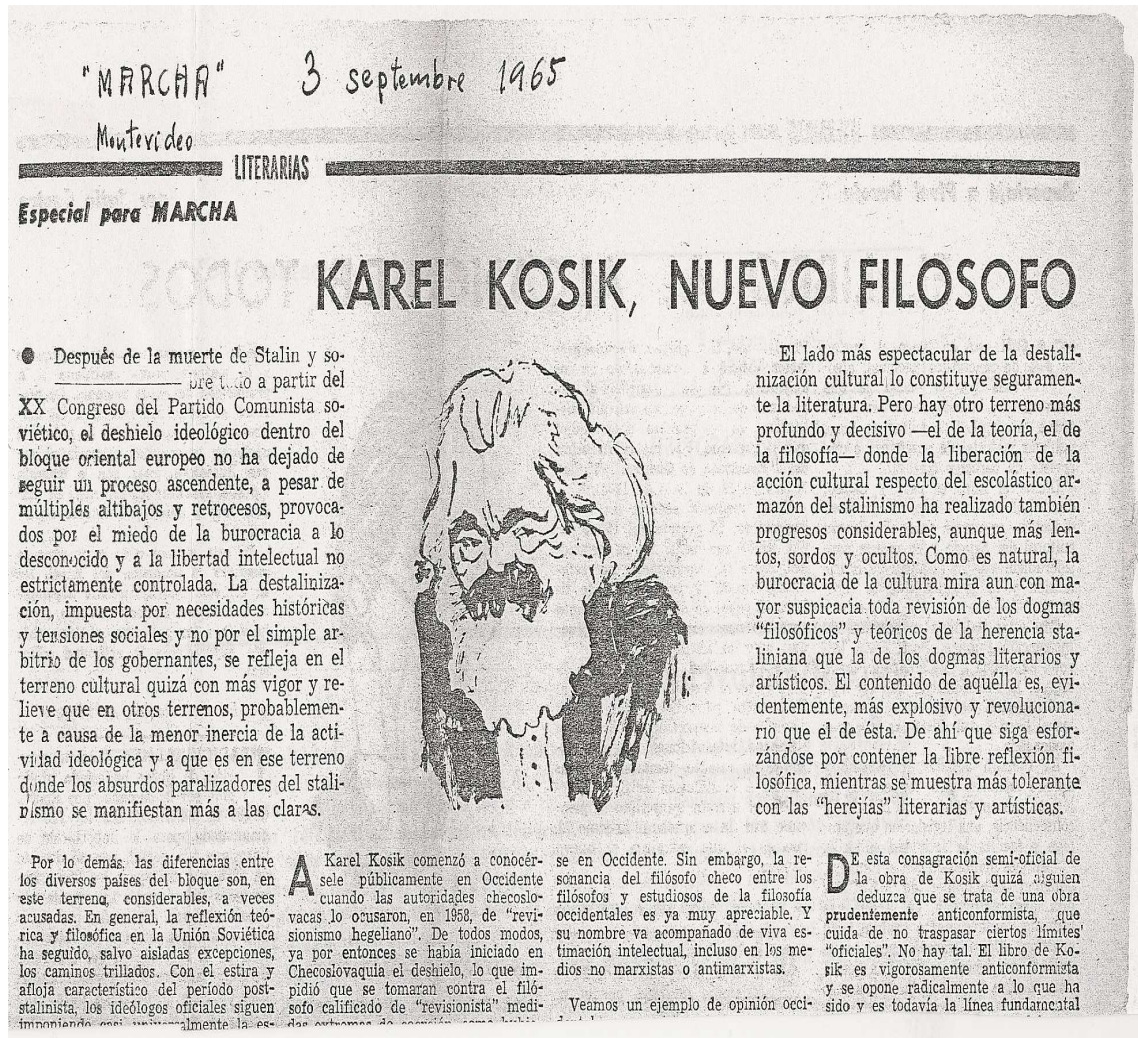 "MARCHA" 3 septembre 1965
Montevideo
LITERARIAS
Especial para MARCHA
KAREL KOSIK, NUEVO FILOSOFO
● Después de la muerte de Stalin y so-
bre todo a partir del
XX Congreso del Partido Comunista so-
viético, el deshielo ideológico dentro del
bloque oriental europeo no ha dejado de
seguir un proceso ascendente, a pesar de
múltiples altibajos y retrocesos, provoca-
dos por el miedo de la burocracia a lo
desconocido y a la libertad intelectual no
estrictamente controlada. La destaliniza-
ción, impuesta por necesidades históricas
y tensiones sociales y no por el simple ar-
bitrio de los gobernantes, se refleja en el
terreno cultural quizá con más vigor y re-
lieve que en otros terrenos, probablemen-
te a causa de la menor inercia de la acti-
vidad ideológica y a que es en ese terreno
donde los absurdos paralizadores del stali-
nismo se manifiestan más a las claras.
El lado más espectacular de la destali-
nización cultural lo constituye seguramen-
te la literatura. Pero hay otro terreno más
profundo y decisivo —el de la teoría, el de
la filosofía— donde la liberación de la
acción cultural respecto del escolástico ar-
mazón del stalinismo ha realizado también
progresos considerables, aunque más len-
tos, sordos y ocultos. Como es natural, la
burocracia de la cultura mira aun con ma-
yor suspicacia toda revisión de los dogmas
"filosóficos" y teóricos de la herencia sta-
liniana que la de los dogmas literarios y
artísticos. El contenido de aquélla es, evi-
dentemente, más explosivo y revoluciona-
rio que el de ésta. De ahí que siga esfor-
zándose por contener la libre reflexión fi-
losófica, mientras se muestra más tolerante
con las "herejías" literarias y artísticas.
Por lo demás, las diferencias entre
los diversos países del bloque son, en
este terreno, considerables, a veces
acusadas. En general, la reflexión teó-
rica y filosófica en la Unión Soviética
ha seguido, salvo aisladas excepciones,
los caminos trillados. Con el estira y
afloja característico del período post-
stalinista, los ideólogos oficiales siguen
imponiendo casi universalmente la es-
A Karel Kosik comenzó a conocér-
sele públicamente en Occidente
cuando las autoridades checoslo-
vacas lo ocusaron, en 1958, de "revi-
sionismo hegeliano". De todos modos,
ya por entonces se había iniciado en
Checoslovaquia el deshielo, lo que im-
pidió que se tomaran contra el filó-
sofo calificado de "revisionista" medi-
das extremas de
se en Occidente. Sin embargo, la re-
sonancia del filósofo checo entre los
filósofos y estudiosos de la filosofía
occidentales es ya muy apreciable. Y
su nombre va acompañado de viva es-
timación intelectual, incluso en los me-
dios no marxistas o antimarxistas.
Veamos un ejemplo de opinión occi-
DE esta consagración semi-oficial de
la obra de Kosik quizá alguien
deduzca que se trata de una obra
prudentemente anticonformista, que
cuida de no traspasar ciertos límites
"oficiales". No hay tal. El libro de Ko-
sik es vigorosamente anticonformista
y se opone radicalmente a lo que ha
sido y es todavía la línea fundamental